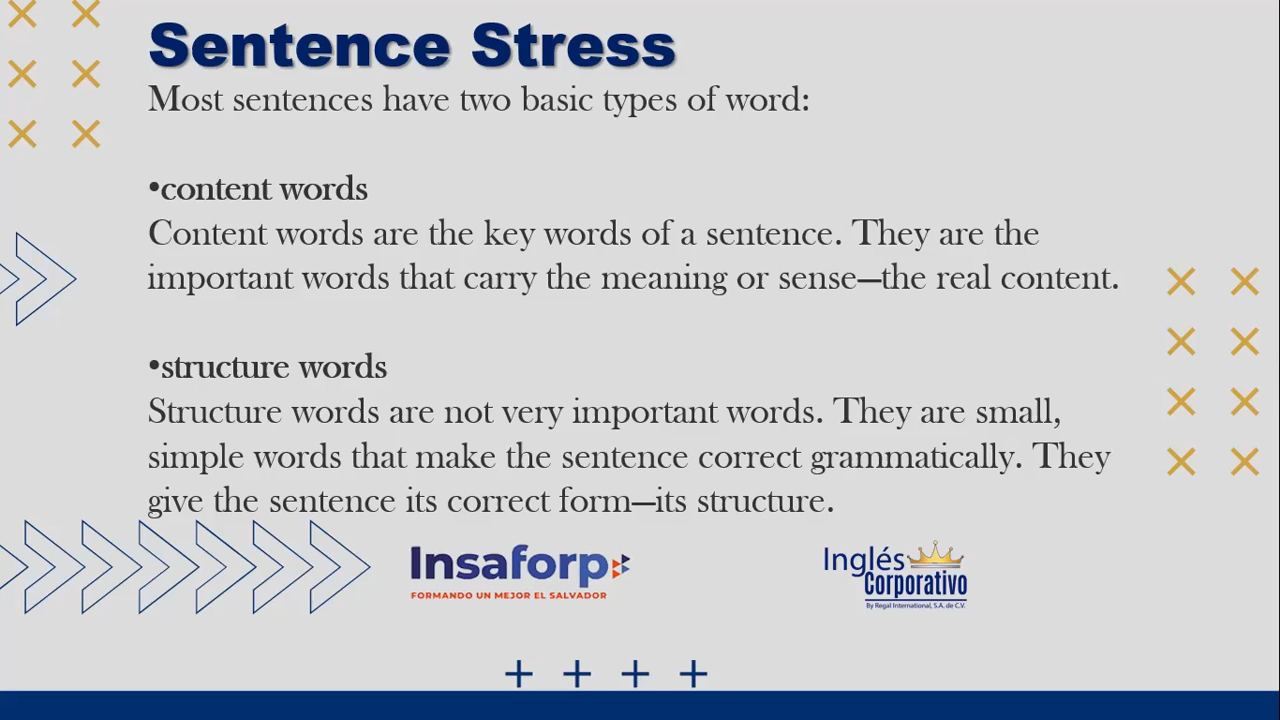 Sentence Stress
Most sentences have two basic types of word:
•content words
Content words are the key words of a sentence. They are the
important words that carry the meaning or sense—the real content.
•structure words
Structure words are not very important words. They are small,
simple words that make the sentence correct grammatically. They
give the sentence its correct form—its structure.
Insaforp
FORMANDO UN MEJOR EL SALVADOR
Inglés
Corporativo
By Regal International, S.A. de C.V.